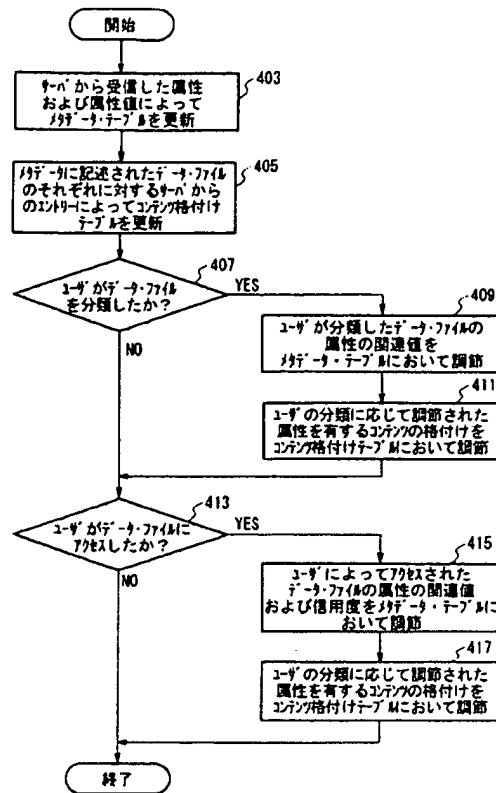 開始
403
サーバから受信した属性
および属性値によって
メタデータ・テーブルを更新
405
メタデータに記述されたデータ・ファイル
のそれぞれに対するサーバから
のエントリーによってコンテンツ格付け
テーブルを更新
407
ユーザがデータ・ファイル
を分類したか?
YES
NO
409
ユーザが分類したデータ・ファイルの
属性の関連値を
メタデータ・テーブルにおいて調節
411
ユーザの分類に応じて調節された
属性を有するコンテンツの格付けを
コンテンツ格付けテーブルにおいて調節
413
ユーザがデータ・ファイルに
アクセスしたか?
YES
NO
415
ユーザによってアクセスされた
データ・ファイルの属性の関連値
および信用度をメタデータ・テーブルに
おいて調節
417
ユーザの分類に応じて調節された
属性を有するコンテンツの格付けを
コンテンツ格付けテーブルにおいて調節
終了